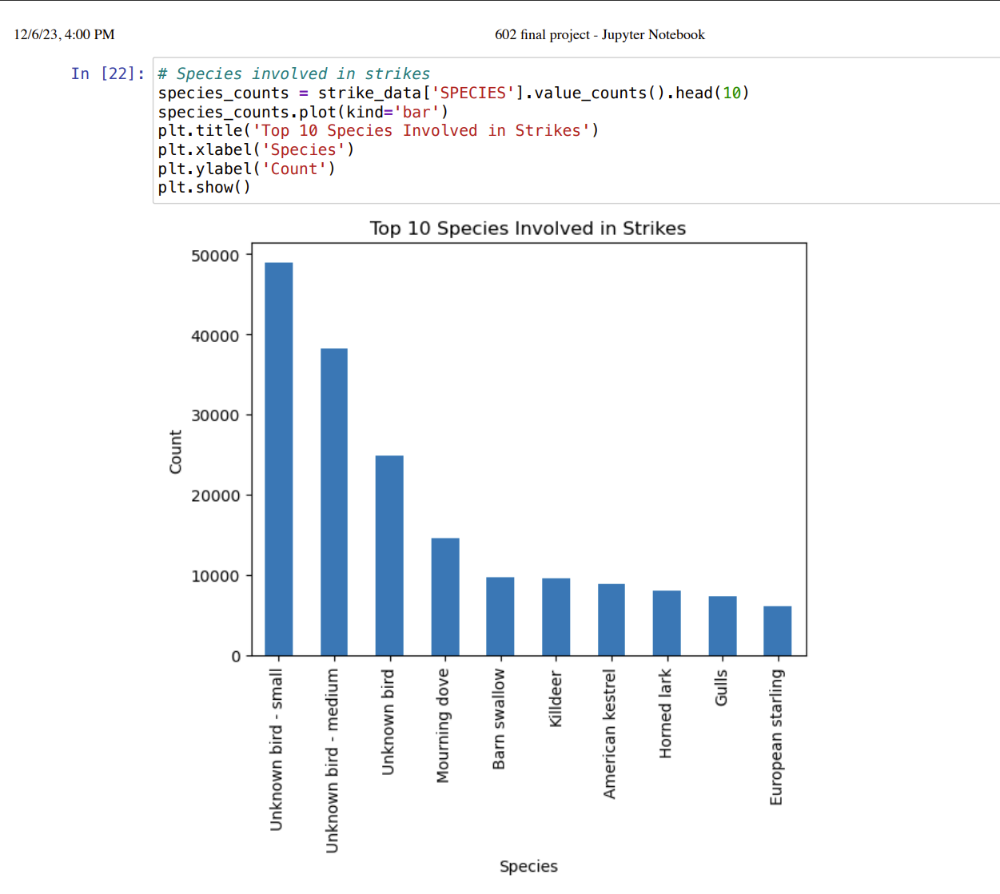 12/6/23, 4:00 PM
602 final project - Jupyter Notebook
In [22]:
# Species involved in strikes
species_counts = strike_data['SPECIES'].value_counts().head(10)
species_counts.plot(kind='bar')
plt.title('Top 10 Species Involved in Strikes')
plt.xlabel('Species')
plt.ylabel('Count')
plt.show()
Top 10 Species Involved in Strikes
50000
40000
30000
20000
10000
0
Count
Unknown bird - small
Unknown bird - medium
Unknown bird
Mourning dove
Barn swallow
Killdeer
American kestrel
Horned lark
Gulls
European starling
Species